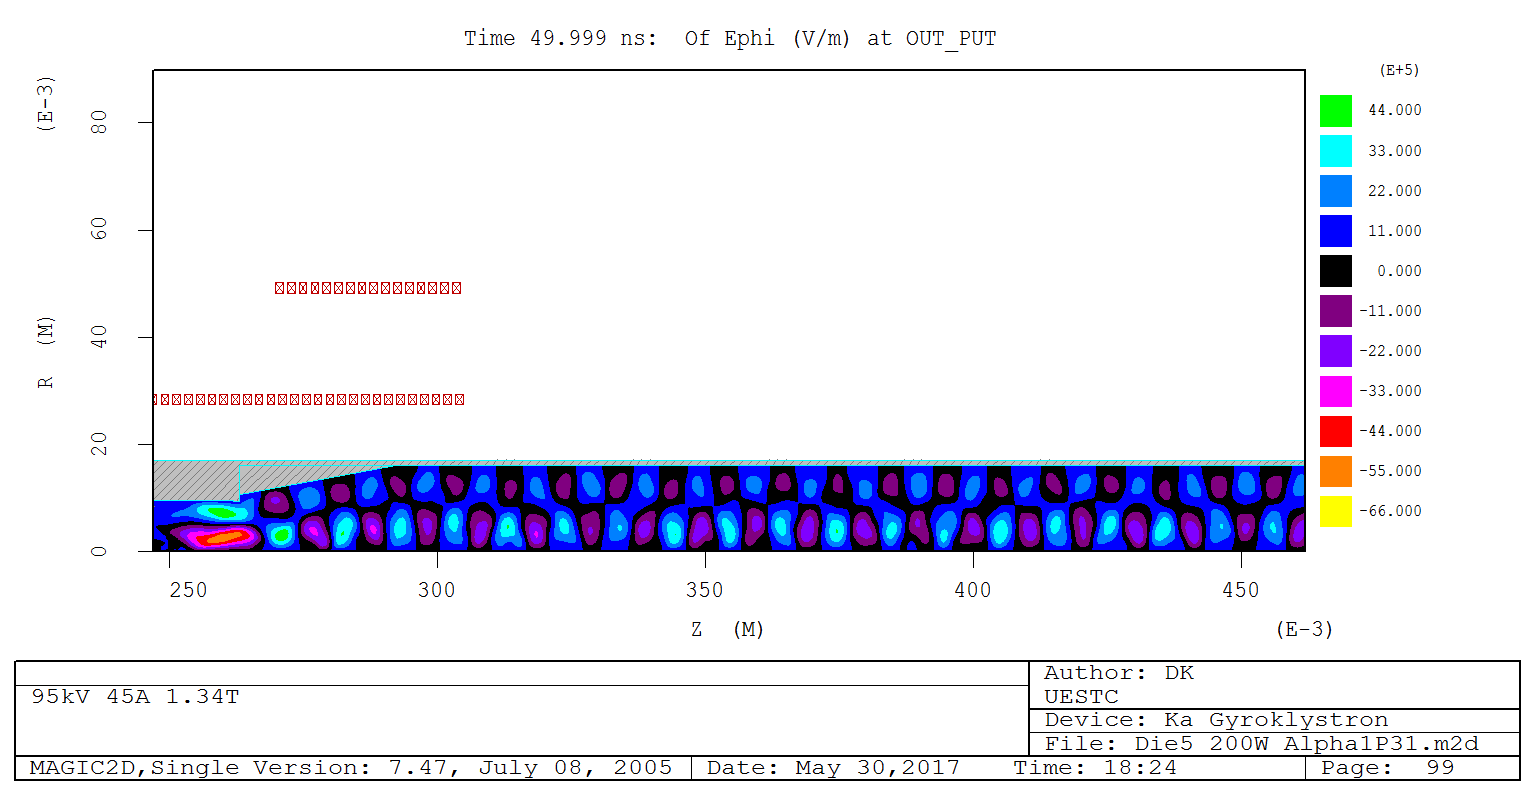 Time 49.999 ns:  Of Ephi (V/m) at OUT_PUT
(E+5)
44.000
33.000
22.000
11.000
0.000
-11.000
-22.000
-33.000
-44.000
-55.000
-66.000
(E-3)
R (M)
80
60
40
20
0
250 300 350 400 450
Z (M) (E-3)
95kV 45A 1.34T
Author: DK
UESTC
Device: Ka Gyroklystron
File: Die5 200W Alpha1P31.m2d
MAGIC2D,Single Version: 7.47, July 08, 2005 Date: May 30,2017 Time: 18:24 Page: 99